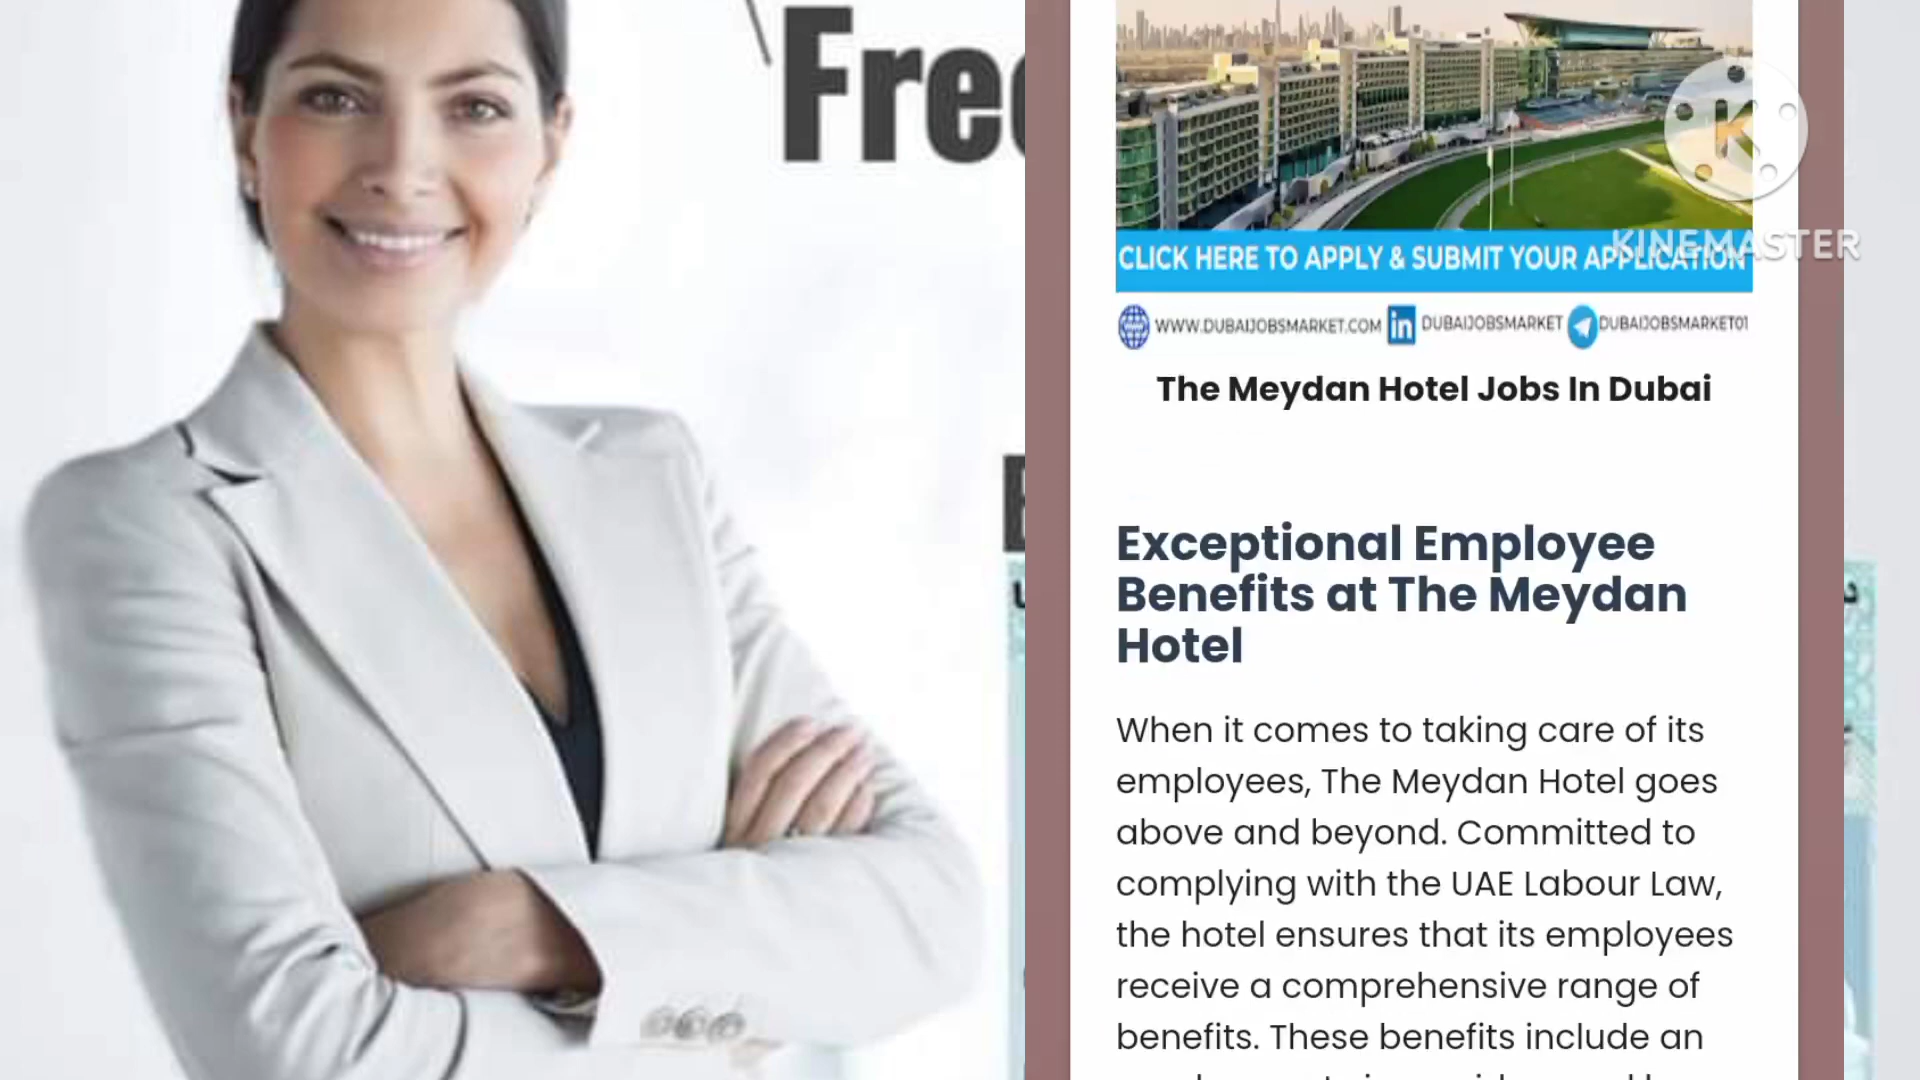 Free
CLICK HERE TO APPLY & SUBMIT YOUR APPLICATION
KINEMASTER
WWW.DUBAIJOBSMARKET.COM in DUBAIJOBSMARKET DUBAIJOBSMARKET01
The Meydan Hotel Jobs In Dubai
Exceptional Employee
Benefits at The Meydan
Hotel
When it comes to taking care of its
employees, The Meydan Hotel goes
above and beyond. Committed to
complying with the UAE Labour Law,
the hotel ensures that its employees
receive a comprehensive range of
benefits. These benefits include an